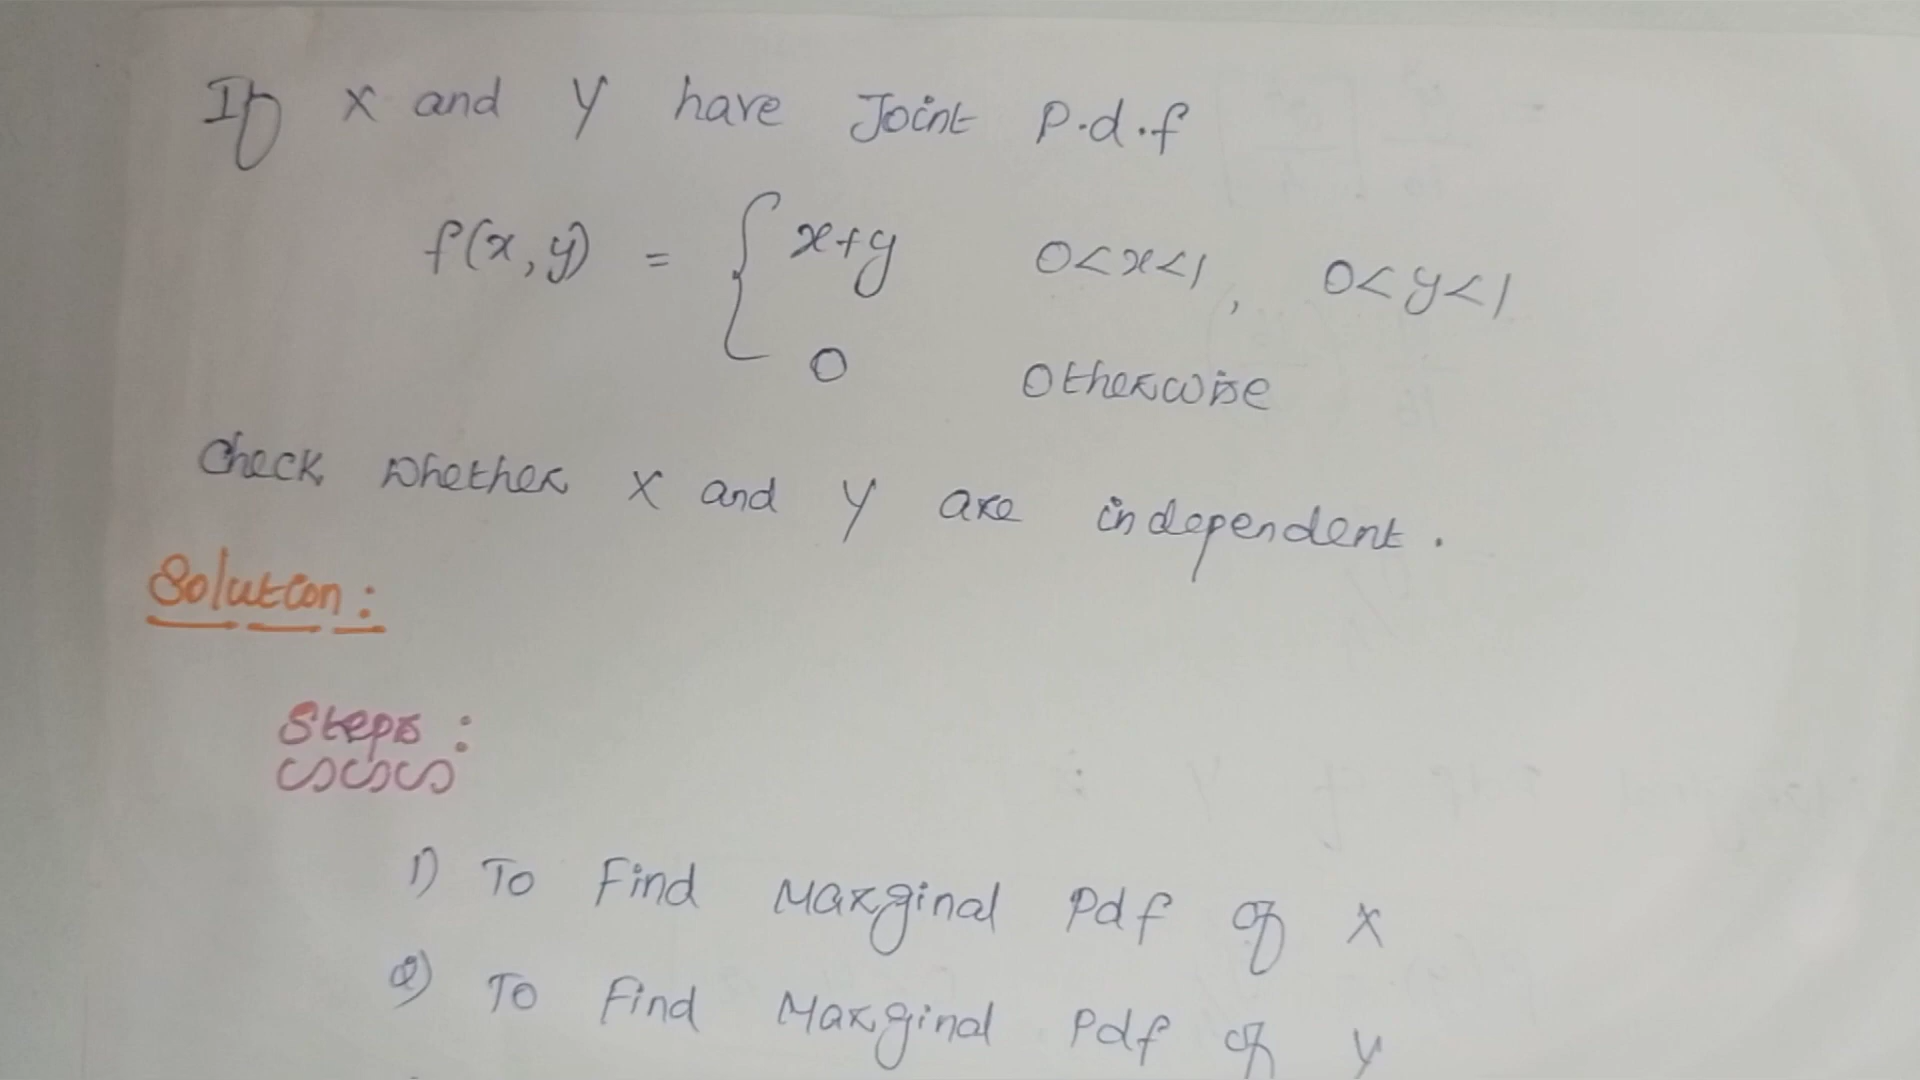 If X and Y have Joint P.d.f
f(x,y) = { x+y 0<x<1, 0<y<1
0 Otherwise
Check whether X and Y are independent.
Solution:
Steps:
1) To Find Marginal Pdf of X
2) To Find Marginal Pdf of Y